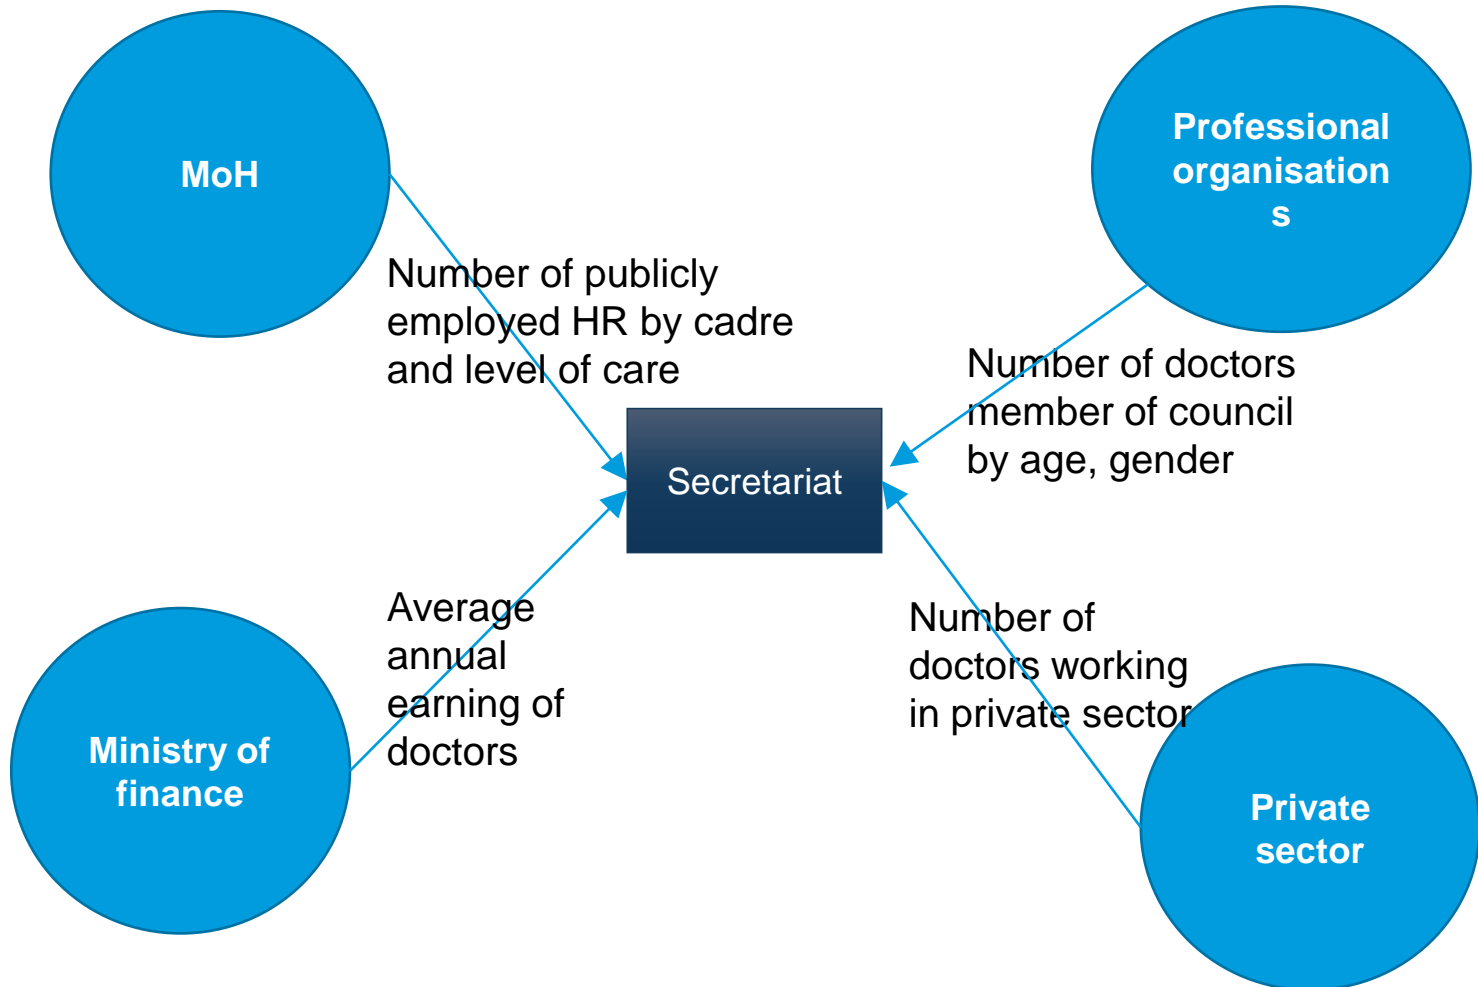 MoH
Professional
organisation
s
Number of publicly
employed HR by cadre
and level of care
Number of doctors
member of council
by age, gender
Secretariat
Average
annual
earning of
doctors
Number of
doctors working
in private sector
Ministry of
finance
Private
sector